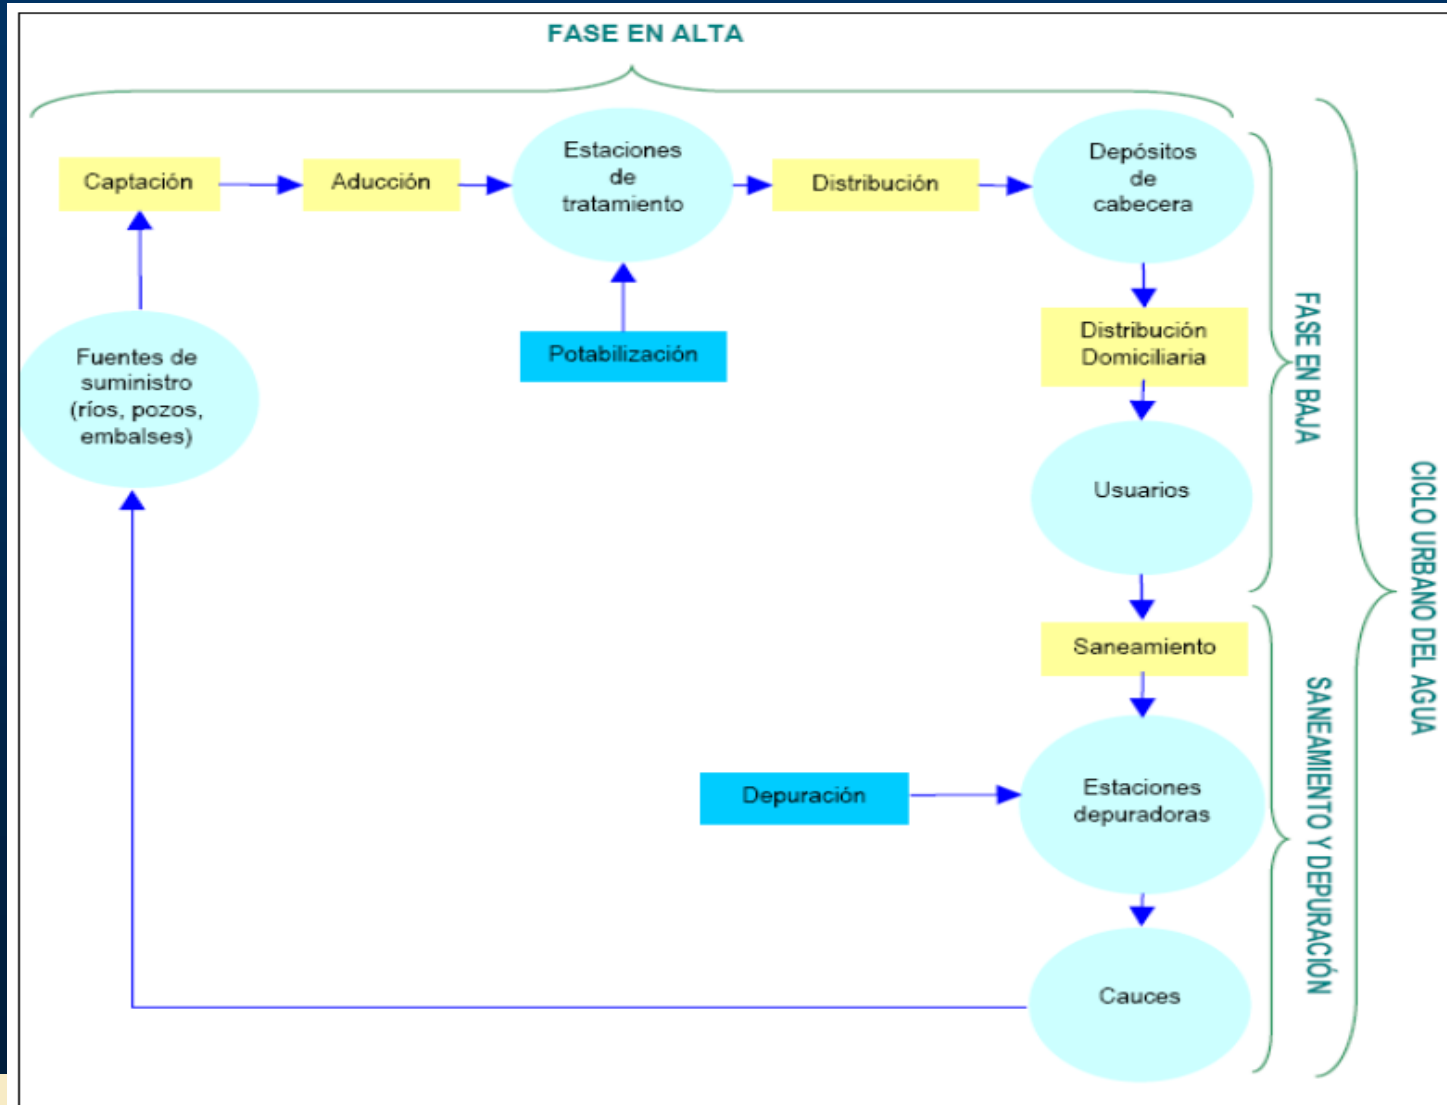 FASE EN ALTA
Captación
Aducción
Estaciones
de
tratamiento
Distribución
Depósitos
de
cabecera
Fuentes de
suministro
(ríos, pozos,
embalses)
Potabilización
Distribución
Domiciliaria
FASE EN BAJA
Usuarios
CICLO URBANO DEL AGUA
Saneamiento
SANEAMIENTO Y DEPURACIÓN
Depuración
Estaciones
depuradoras
Cauces